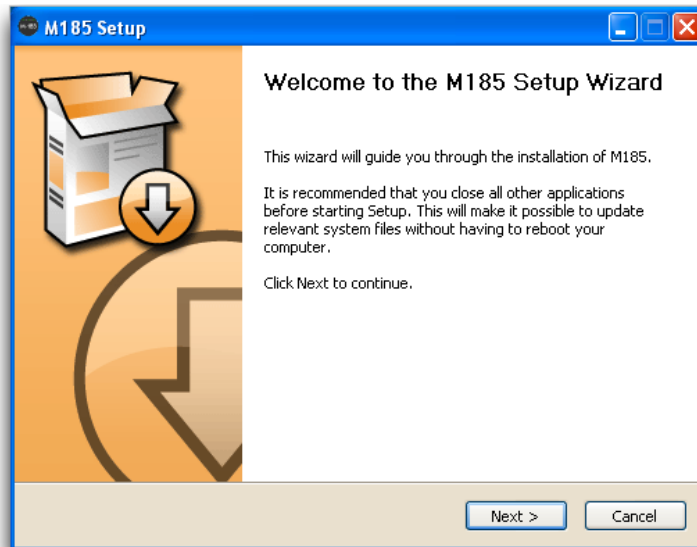 M185 Setup
Welcome to the M185 Setup Wizard
This wizard will guide you through the installation of M185.
It is recommended that you close all other applications
before starting Setup. This will make it possible to update
relevant system files without having to reboot your
computer.
Click Next to continue.
Next >
Cancel